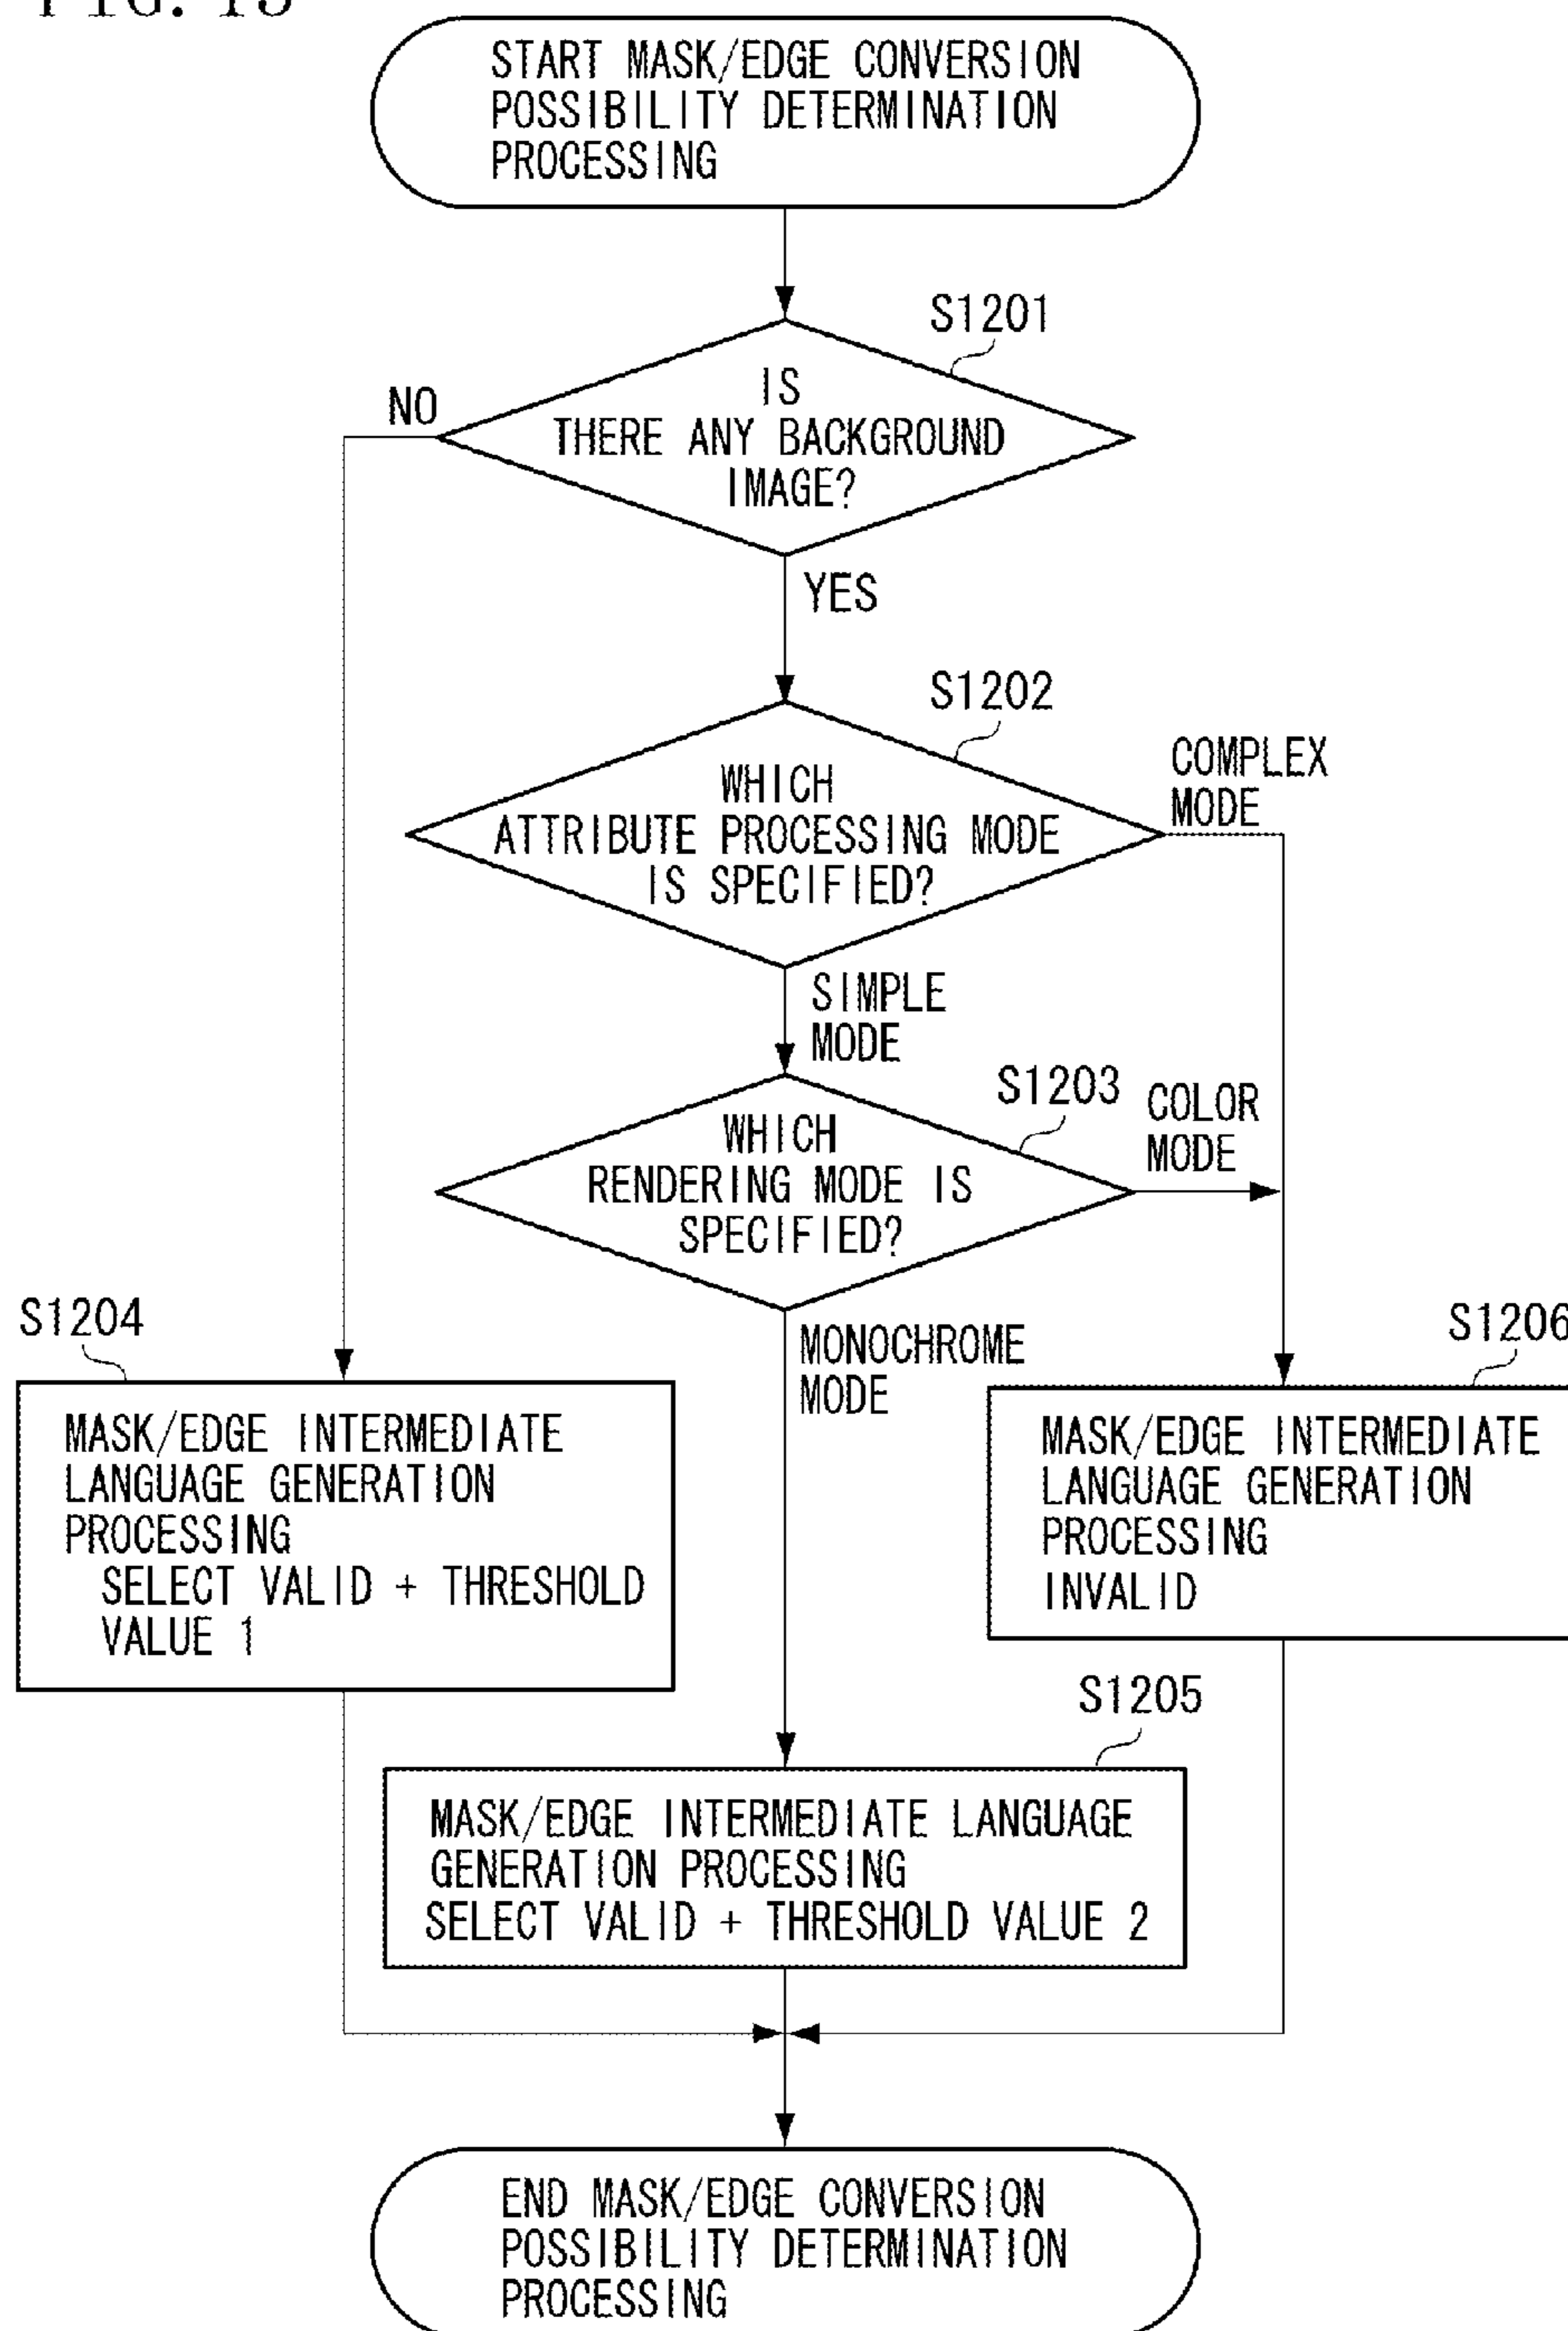 FIG. 13
START MASK/EDGE CONVERSION
POSSIBILITY DETERMINATION
PROCESSING
S1201
IS
THERE ANY BACKGROUND
IMAGE?
NO
YES
S1202
WHICH
ATTRIBUTE PROCESSING MODE
IS SPECIFIED?
COMPLEX
MODE
SIMPLE
MODE
S1203
WHICH
RENDERING MODE IS
SPECIFIED?
COLOR
MODE
MONOCHROME
MODE
S1204
MASK/EDGE INTERMEDIATE
LANGUAGE GENERATION
PROCESSING
SELECT VALID + THRESHOLD
VALUE 1
S1206
MASK/EDGE INTERMEDIATE
LANGUAGE GENERATION
PROCESSING
INVALID
S1205
MASK/EDGE INTERMEDIATE LANGUAGE
GENERATION PROCESSING
SELECT VALID + THRESHOLD VALUE 2
END MASK/EDGE CONVERSION
POSSIBILITY DETERMINATION
PROCESSING